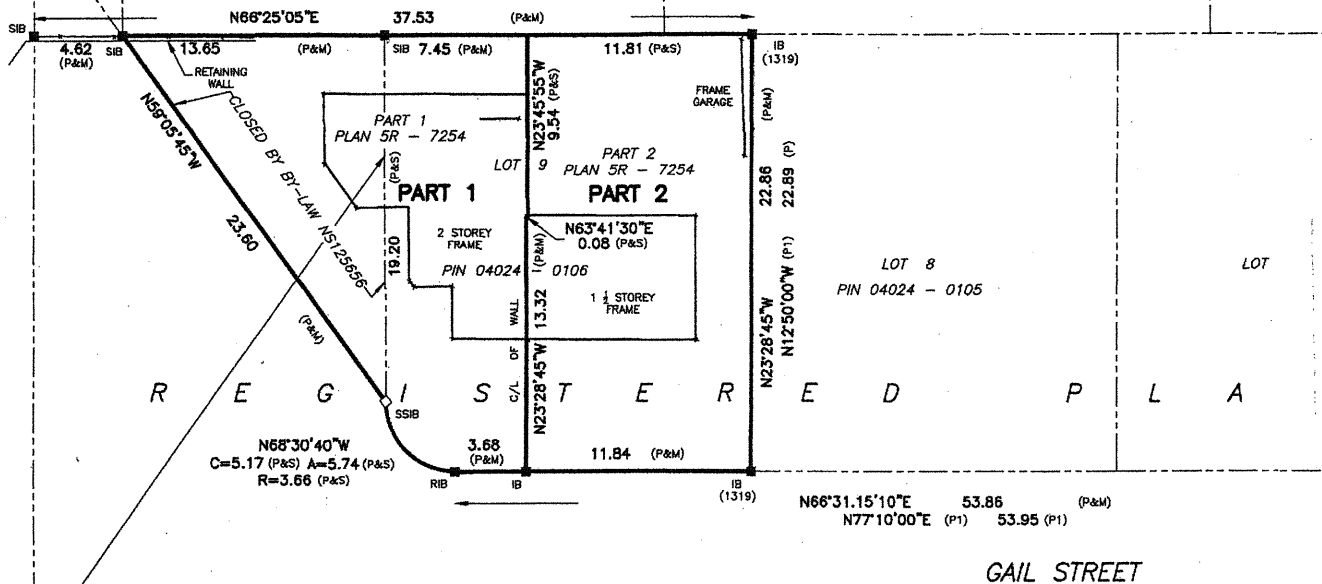 N66°25'05"E 37.53 (P&M)
SIB
4.62
(P&M)
SIB
13.65
(P&M)
SIB 7.45 (P&M)
11.81 (P&S)
IB
(1319)
RETAINING
WALL
N59°05'45"W
23.60
(P&M)
CLOSED BY BY-LAW NS125656
PART 1
PLAN 5R - 7254
(P&S)
19.20
PART 1
N23°45'55"W
9.54 (P&S)
FRAME
GARAGE
(P&M)
LOT 9
PART 2
PLAN 5R - 7254
PART 2
22.86
22.89 (P)
N63°41'30"E
0.08 (P&S)
2 STOREY
FRAME
PIN 04024 - 0106
(P&M)
13.32
N23°28'45"W
C/L OF WALL
1 ½ STOREY
FRAME
N23°28'45"W
N12°50'00"W (P1)
LOT 8
PIN 04024 - 0105
LOT
R E G I S T E R E D P L A
SSIB
N68°30'40"W
C=5.17 (P&S) A=5.74 (P&S)
R=3.66 (P&S)
3.68
(P&M)
11.84 (P&M)
RIB
IB
IB
(1319)
N66°31.15'10"E 53.86 (P&M)
N77°10'00"E (P1) 53.95 (P1)
GAIL STREET